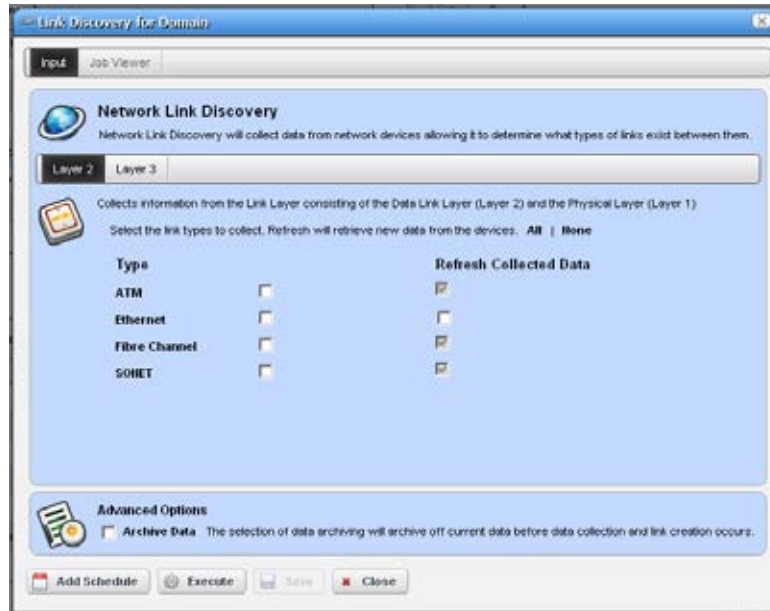 Link Discovery for Domain
Input Job Viewer
Network Link Discovery
Network Link Discovery will collect data from network devices allowing it to determine what types of links exist between them.
Layer 2 Layer 3
Collects information from the Link Layer consisting of the Data Link Layer (Layer 2) and the Physical Layer (Layer 1)
Select the link types to collect. Refresh will retrieve new data from the devices. All | None
Type Refresh Collected Data
ATM
Ethernet
Fibre Channel
SONET
Advanced Options
Archive Data The selection of data archiving will archive off current data before data collection and link creation occurs.
Add Schedule Execute Save Close